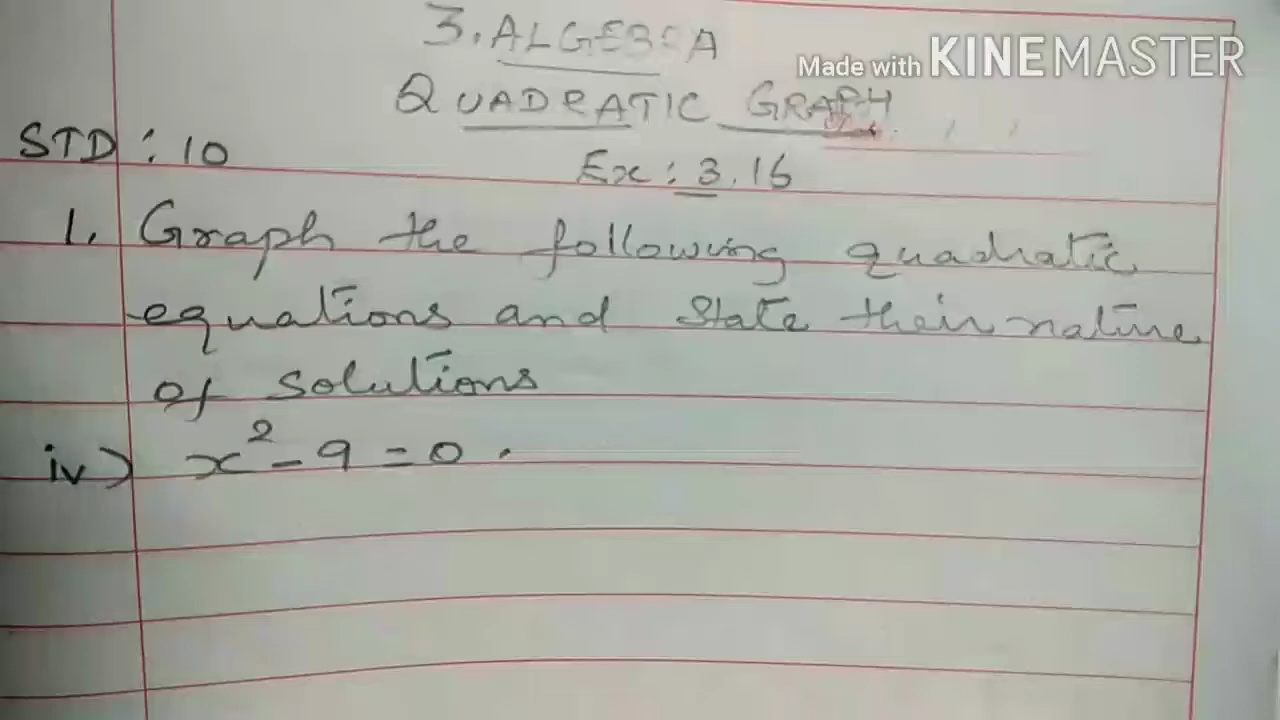 3. ALGEBRA
Made with KINEMASTER
QUADRATIC GRAPH
STD : 10
Ex : 3.16
1. Graph the following quadratic
equations and state their nature
of solutions
iv) x² - 9 = 0.